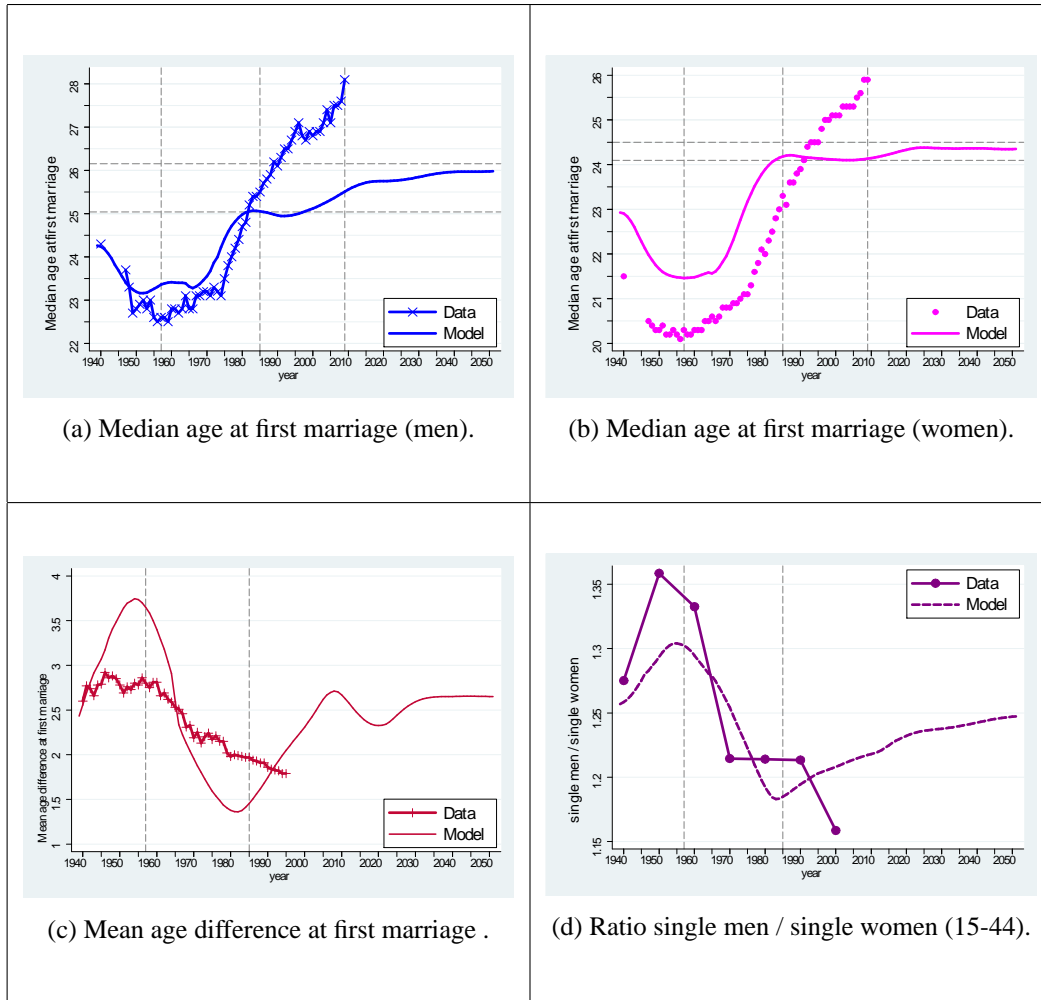 28
27
26
25
24
23
22
Median age atfirst marriage
1940 1950 1960 1970 1980 1990 2000 2010 2020 2030 2040 2050
year
Data
Model
(a) Median age at first marriage (men).
26
25
24
23
22
21
20
Median age atfirst marriage
1940 1950 1960 1970 1980 1990 2000 2010 2020 2030 2040 2050
year
Data
Model
(b) Median age at first marriage (women).
4
3.5
3
2.5
2
1.5
1
Mean age difference at first marriage
1940 1950 1960 1970 1980 1990 2000 2010 2020 2030 2040 2050
year
Data
Model
(c) Mean age difference at first marriage .
1.35
1.3
1.25
1.2
1.15
single men / single women
1940 1950 1960 1970 1980 1990 2000 2010 2020 2030 2040 2050
year
Data
Model
(d) Ratio single men / single women (15-44).